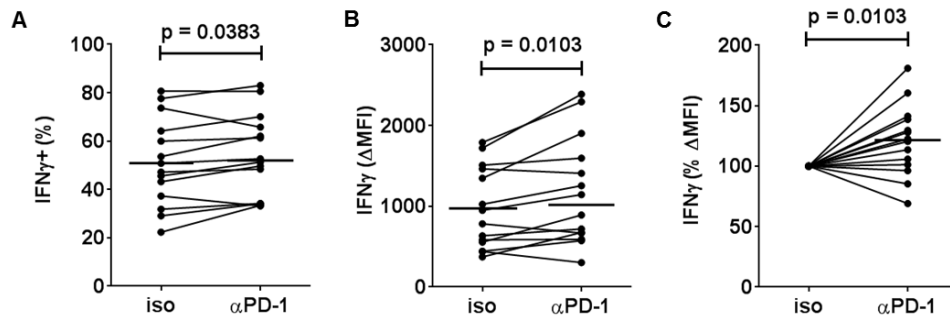 A
p = 0.0383
IFNγ+ (%)
100
80
60
40
20
0
iso αPD-1
B
p = 0.0103
IFNγ (ΔMFI)
3000
2000
1000
0
iso αPD-1
C
p = 0.0103
IFNγ (% ΔMFI)
200
150
100
50
0
iso αPD-1